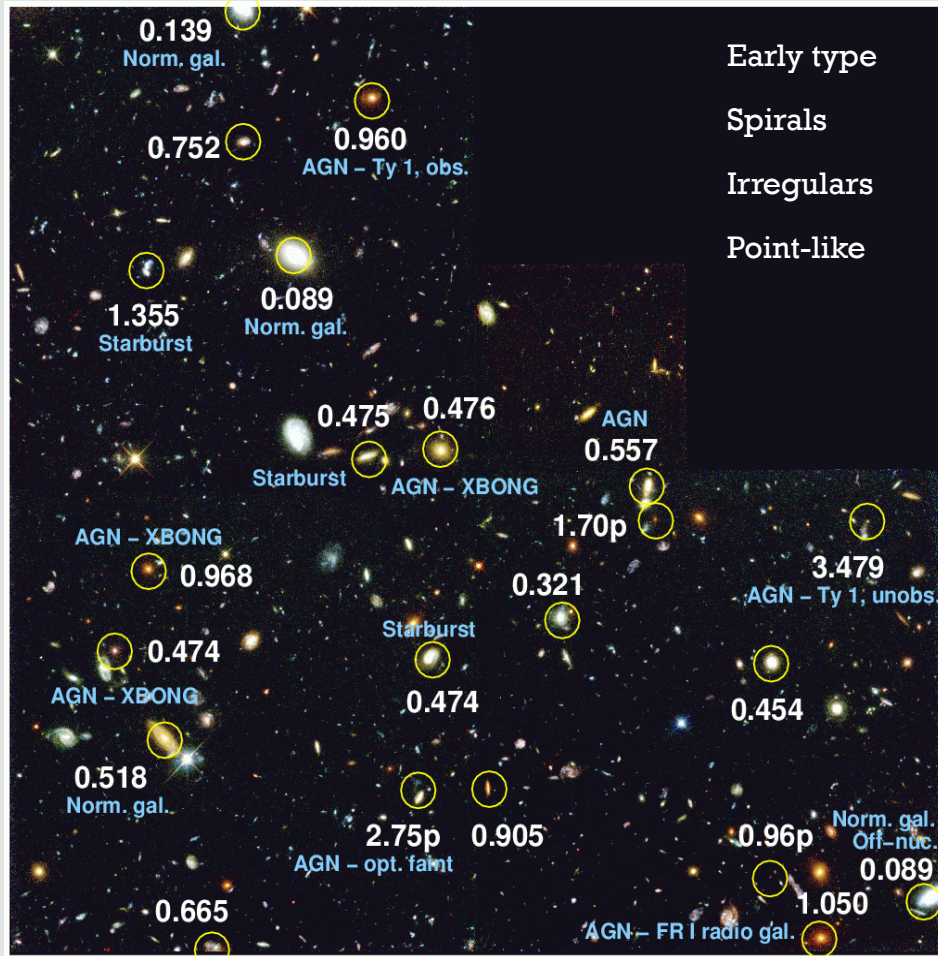 0.139
Norm. gal.
0.960
AGN – Ty 1, obs.
0.752
Early type
Spirals
Irregulars
Point-like
1.355
Starburst
0.089
Norm. gal.
0.475
Starburst
0.476
AGN – XBONG
AGN
0.557
1.70p
3.479
AGN – Ty 1, unobs.
AGN – XBONG
0.968
0.321
0.474
AGN – XBONG
Starburst
0.474
0.454
0.518
Norm. gal.
2.75p
AGN – opt. faint
0.905
0.96p
Norm. gal.
Off–nuc.
0.089
0.665
1.050
AGN – FR I radio gal.